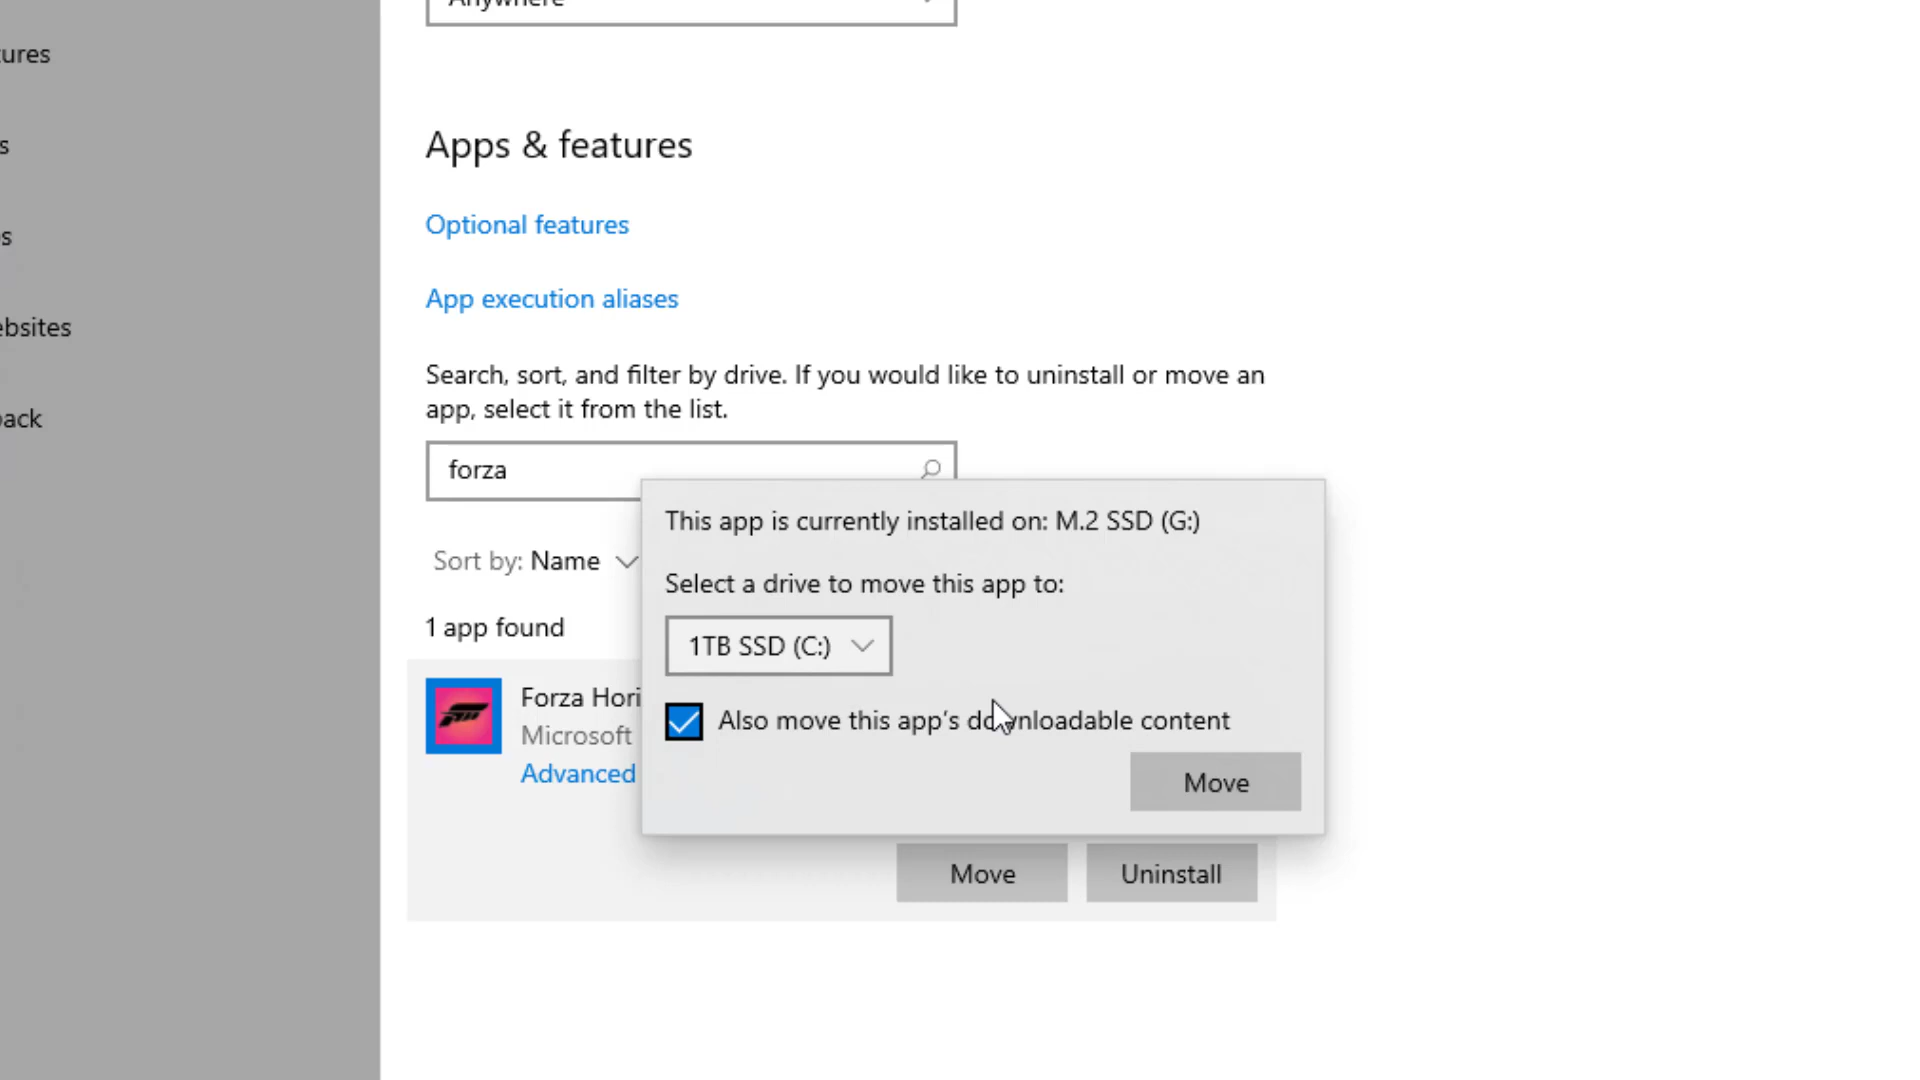 Anywhere
Apps & features
Optional features
App execution aliases
Search, sort, and filter by drive. If you would like to uninstall or move an
app, select it from the list.
forza
Sort by: Name
1 app found
Forza Hori
Microsoft
Advanced
This app is currently installed on: M.2 SSD (G:)
Select a drive to move this app to:
1TB SSD (C:)
Also move this app's downloadable content
Move
Move
Uninstall
tures
s
s
ebsites
back